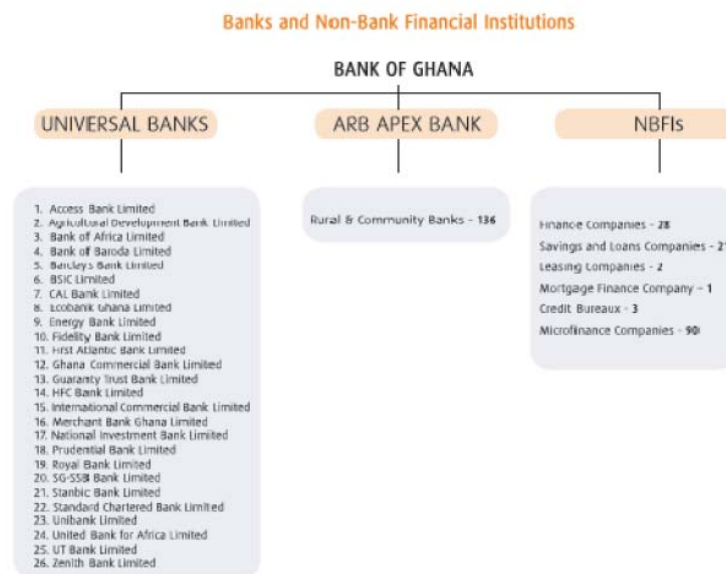 Banks and Non-Bank Financial Institutions
BANK OF GHANA
UNIVERSAL BANKS
ARB APEX BANK
NBFIs
1. Access Bank Limited
2. Agricultural Development Bank Limited
3. Bank of Africa Limited
4. Bank of Baroda Limited
5. Barclays Bank Limited
6. BSIC Limited
7. CAL Bank Limited
8. Ecobank Ghana Limited
9. Energy Bank Limited
10. Fidelity Bank Limited
11. First Atlantic Bank Limited
12. Ghana Commercial Bank Limited
13. Guaranty Trust Bank Limited
14. HFC Bank Limited
15. International Commercial Bank Limited
16. Merchant Bank Ghana Limited
17. National Investment Bank Limited
18. Prudential Bank Limited
19. Royal Bank Limited
20. SG-SSB Bank Limited
21. Stanbic Bank Limited
22. Standard Chartered Bank Limited
23. Unibank Limited
24. United Bank for Africa Limited
25. UT Bank Limited
26. Zenith Bank Limited
Rural & Community Banks - 136
Finance Companies - 28
Savings and Loans Companies -
Leasing Companies - 2
Mortgage Finance Company - 1
Credit Bureaux - 3
Microfinance Companies -